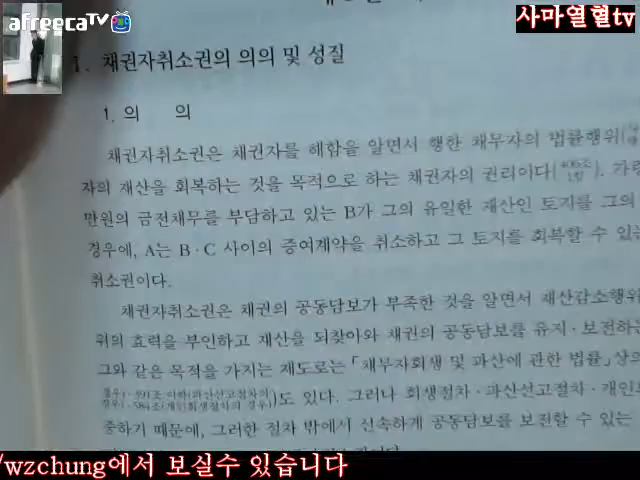 afreecaTV
사마열혈tv
1. 채권자취소권의 의의 및 성질
1. 의 의
채권자취소권은 채권자를 해함을 알면서 행한 채무자의 법률행위(
자의 재산을 회복하는 것을 목적으로 하는 채권자의 권리이다( ). 가령
만원의 금전채무를 부담하고 있는 B가 그의 유일한 재산인 토지를 그의
경우에, A는 B·C 사이의 증여계약을 취소하고 그 토지를 회복할 수 있는
취소권이다.
채권자취소권은 채권의 공동담보가 부족한 것을 알면서 재산감소행위
위의 효력을 부인하고 재산을 되찾아와 채권의 공동담보를 유지·보전하는
그와 같은 목적을 가지는 제도로는「채무자회생 및 파산에 관한 법률」상의
)도 있다. 그러나 회생절차·파산선고절차·개인
중하기 때문에, 그러한 절차 밖에서 신속하게 공동담보를 보전할 수 있는
/wzchung에서 보실수 있습니다